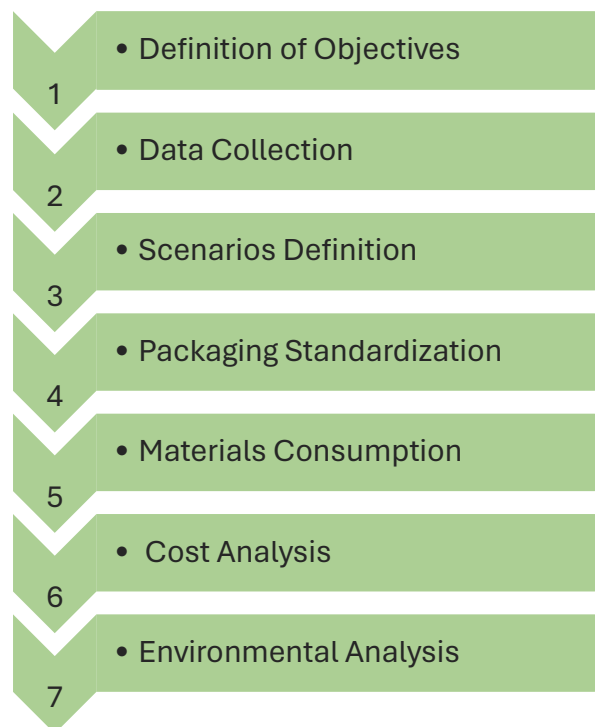 • Definition of Objectives
1
• Data Collection
2
• Scenarios Definition
3
• Packaging Standardization
4
• Materials Consumption
5
• Cost Analysis
6
• Environmental Analysis
7